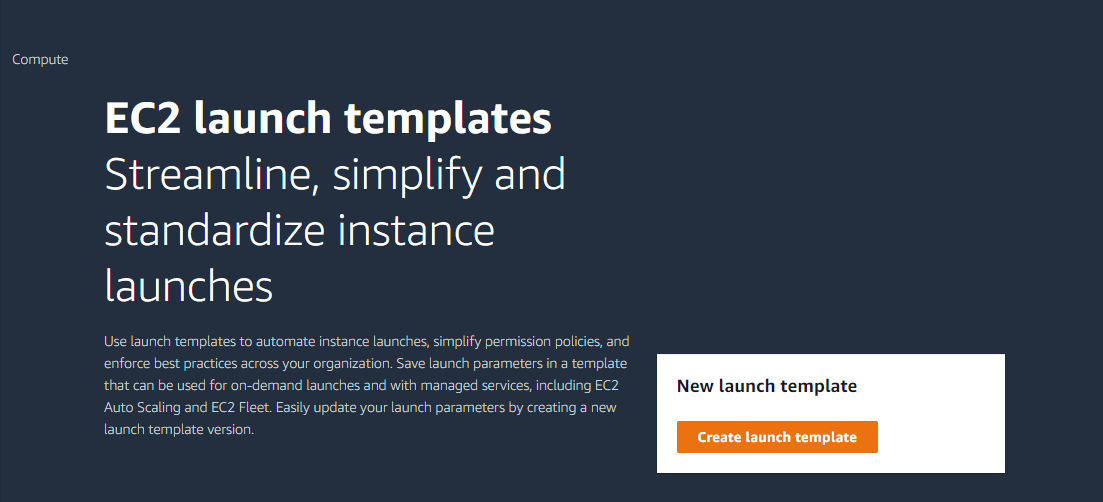 Compute
EC2 launch templates
Streamline, simplify and
standardize instance
launches
Use launch templates to automate instance launches, simplify permission policies, and
enforce best practices across your organization. Save launch parameters in a template
that can be used for on-demand launches and with managed services, including EC2
Auto Scaling and EC2 Fleet. Easily update your launch parameters by creating a new
launch template version.
New launch template
Create launch template